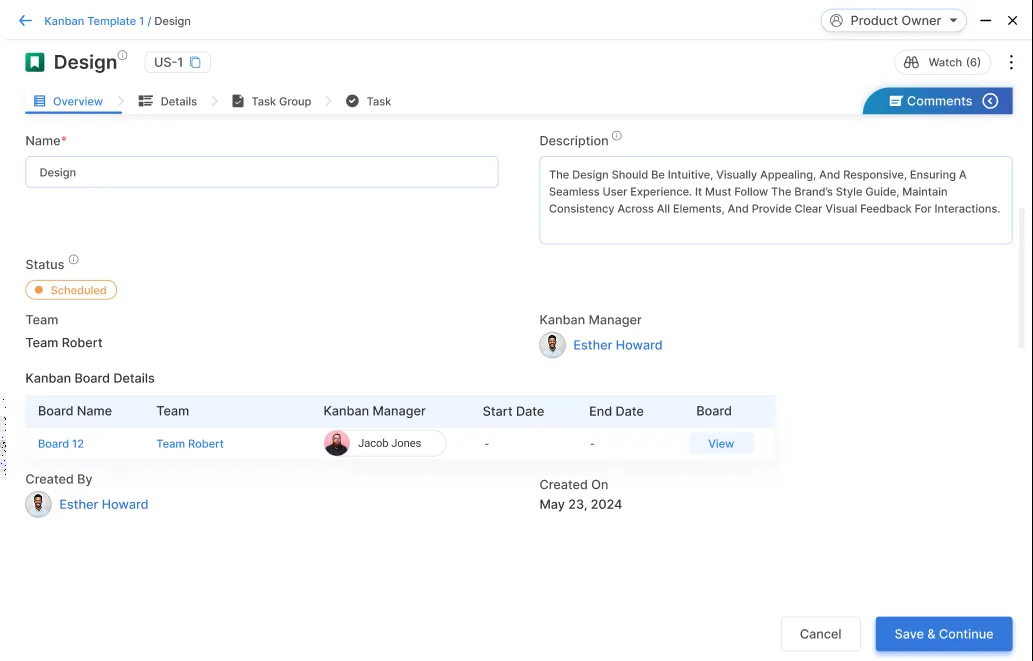 Kanban Template 1 / Design
Product Owner
Design
US-1
Watch (6)
Overview
Details
Task Group
Task
Comments
Name*
Design
Description
The Design Should Be Intuitive, Visually Appealing, And Responsive, Ensuring A
Seamless User Experience. It Must Follow The Brand’s Style Guide, Maintain
Consistency Across All Elements, And Provide Clear Visual Feedback For Interactions.
Status
Scheduled
Team
Team Robert
Kanban Manager
Esther Howard
Kanban Board Details
Board Name Team Kanban Manager Start Date End Date Board
Board 12 Team Robert Jacob Jones - - View
Created By
Esther Howard
Created On
May 23, 2024
Cancel
Save & Continue